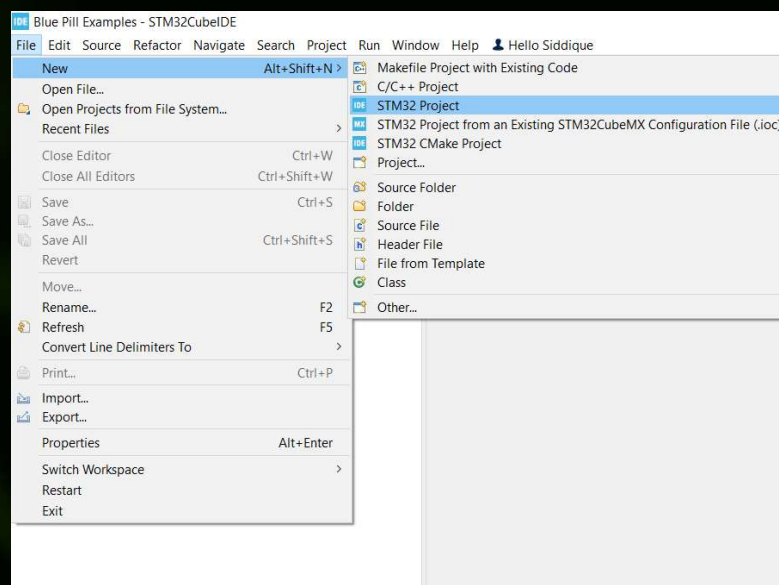 IDE Blue Pill Examples - STM32CubeIDE
File Edit Source Refactor Navigate Search Project Run Window Help Hello Siddique
New Alt+Shift+N >
Open File...
Open Projects from File System...
Recent Files >
Close Editor Ctrl+W
Close All Editors Ctrl+Shift+W
Save Ctrl+S
Save As...
Save All Ctrl+Shift+S
Revert
Move...
Rename... F2
Refresh F5
Convert Line Delimiters To >
Print... Ctrl+P
Import...
Export...
Properties Alt+Enter
Switch Workspace >
Restart
Exit
Makefile Project with Existing Code
C/C++ Project
IDE STM32 Project
MX STM32 Project from an Existing STM32CubeMX Configuration File (.ioc)
IDE STM32 CMake Project
Project...
Source Folder
Folder
Source File
Header File
File from Template
Class
Other...